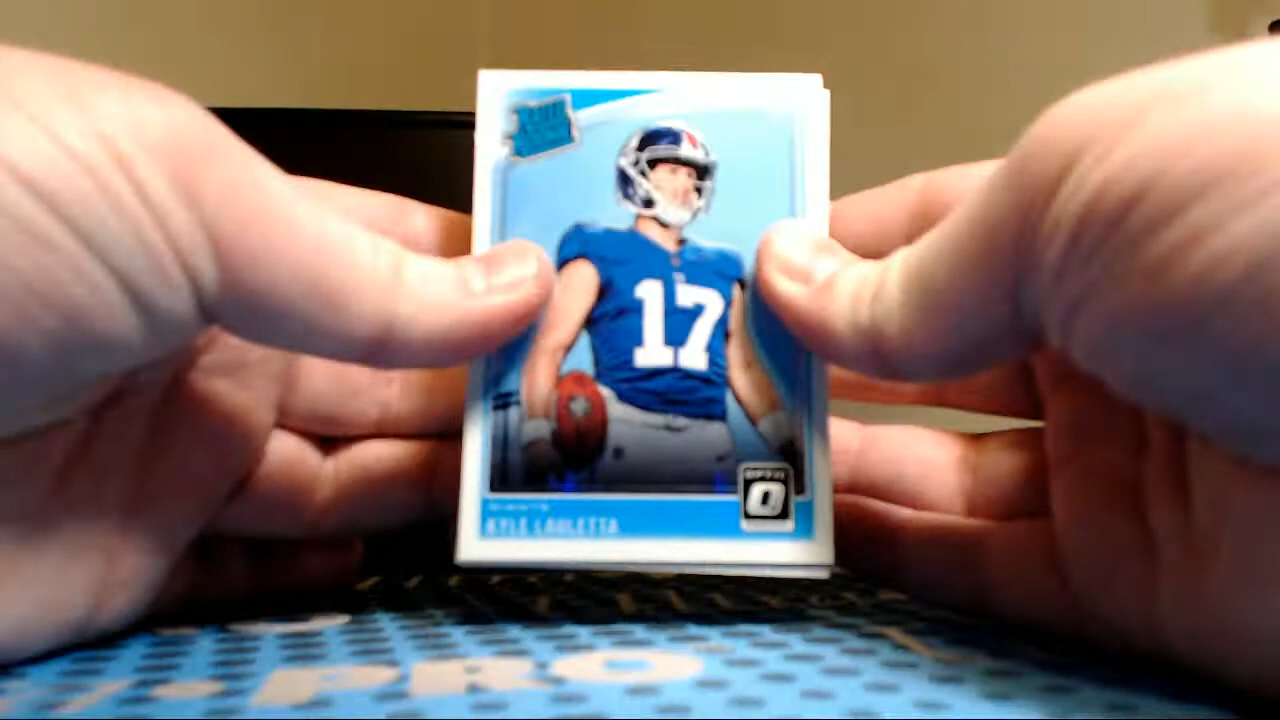 RATED
ROOKIE
17
OPTIC
O
GIANTS
KYLE LAULETTA
PRO